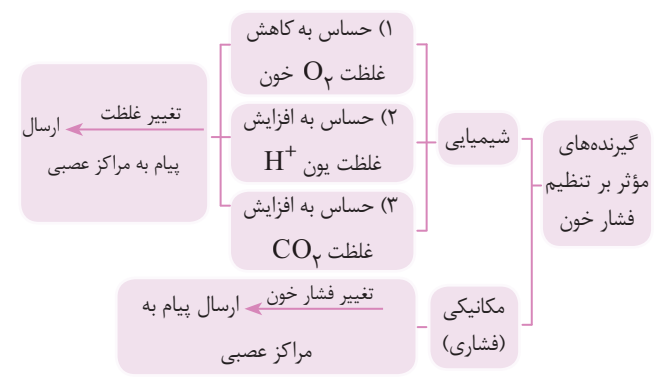 گیرنده‌های
مؤثر بر تنظیم
فشار خون
شیمیایی
۱) حساس به کاهش
غلظت O۲ خون
۲) حساس به افزایش
غلظت یون H+
۳) حساس به افزایش
غلظت CO۲
تغییر غلظت
ارسال
پیام به مراکز عصبی
مکانیکی
(فشاری)
تغییر فشار خون
ارسال پیام به
مراکز عصبی